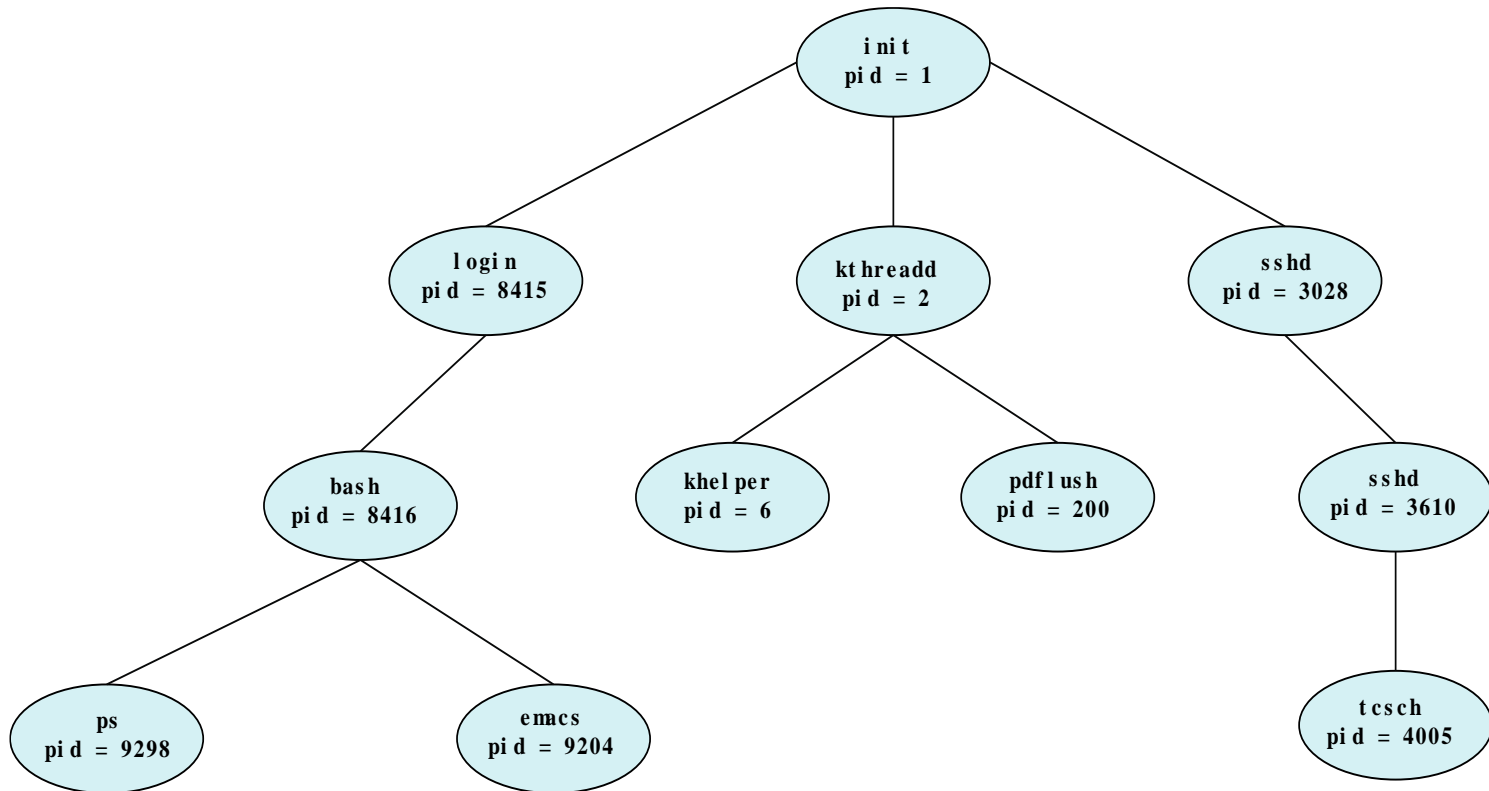 init
pid = 1
login
pid = 8415
kthreadd
pid = 2
sshd
pid = 3028
bash
pid = 8416
khelper
pid = 6
pdflush
pid = 200
sshd
pid = 3610
ps
pid = 9298
emacs
pid = 9204
tcsch
pid = 4005